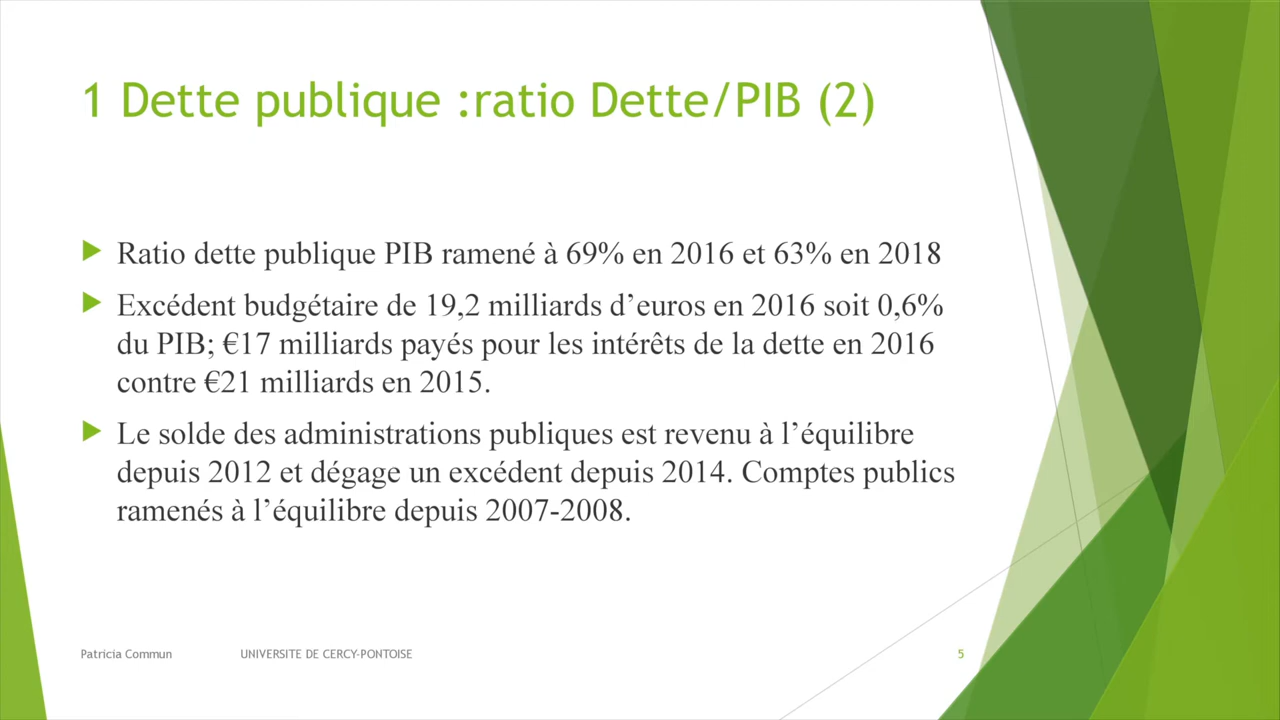 1 Dette publique :ratio Dette/PIB (2)
Ratio dette publique PIB ramené à 69% en 2016 et 63% en 2018
Excédent budgétaire de 19,2 milliards d’euros en 2016 soit 0,6%
du PIB; €17 milliards payés pour les intérêts de la dette en 2016
contre €21 milliards en 2015.
Le solde des administrations publiques est revenu à l’équilibre
depuis 2012 et dégage un excédent depuis 2014. Comptes publics
ramenés à l’équilibre depuis 2007-2008.
Patricia Commun UNIVERSITE DE CERCY-PONTOISE 5